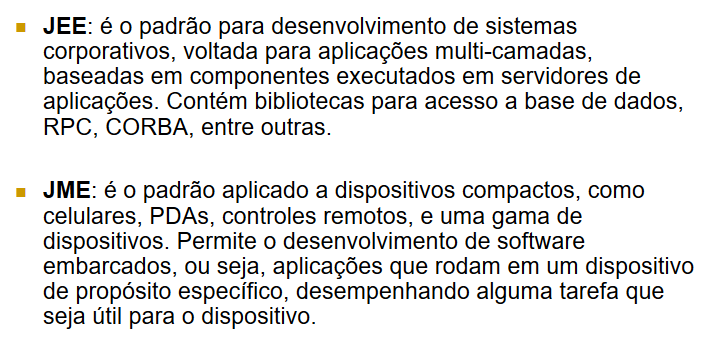 JEE: é o padrão para desenvolvimento de sistemas
corporativos, voltada para aplicações multi-camadas,
baseadas em componentes executados em servidores de
aplicações. Contém bibliotecas para acesso a base de dados,
RPC, CORBA, entre outras.
JME: é o padrão aplicado a dispositivos compactos, como
celulares, PDAs, controles remotos, e uma gama de
dispositivos. Permite o desenvolvimento de software
embarcados, ou seja, aplicações que rodam em um dispositivo
de propósito específico, desempenhando alguma tarefa que
seja útil para o dispositivo.